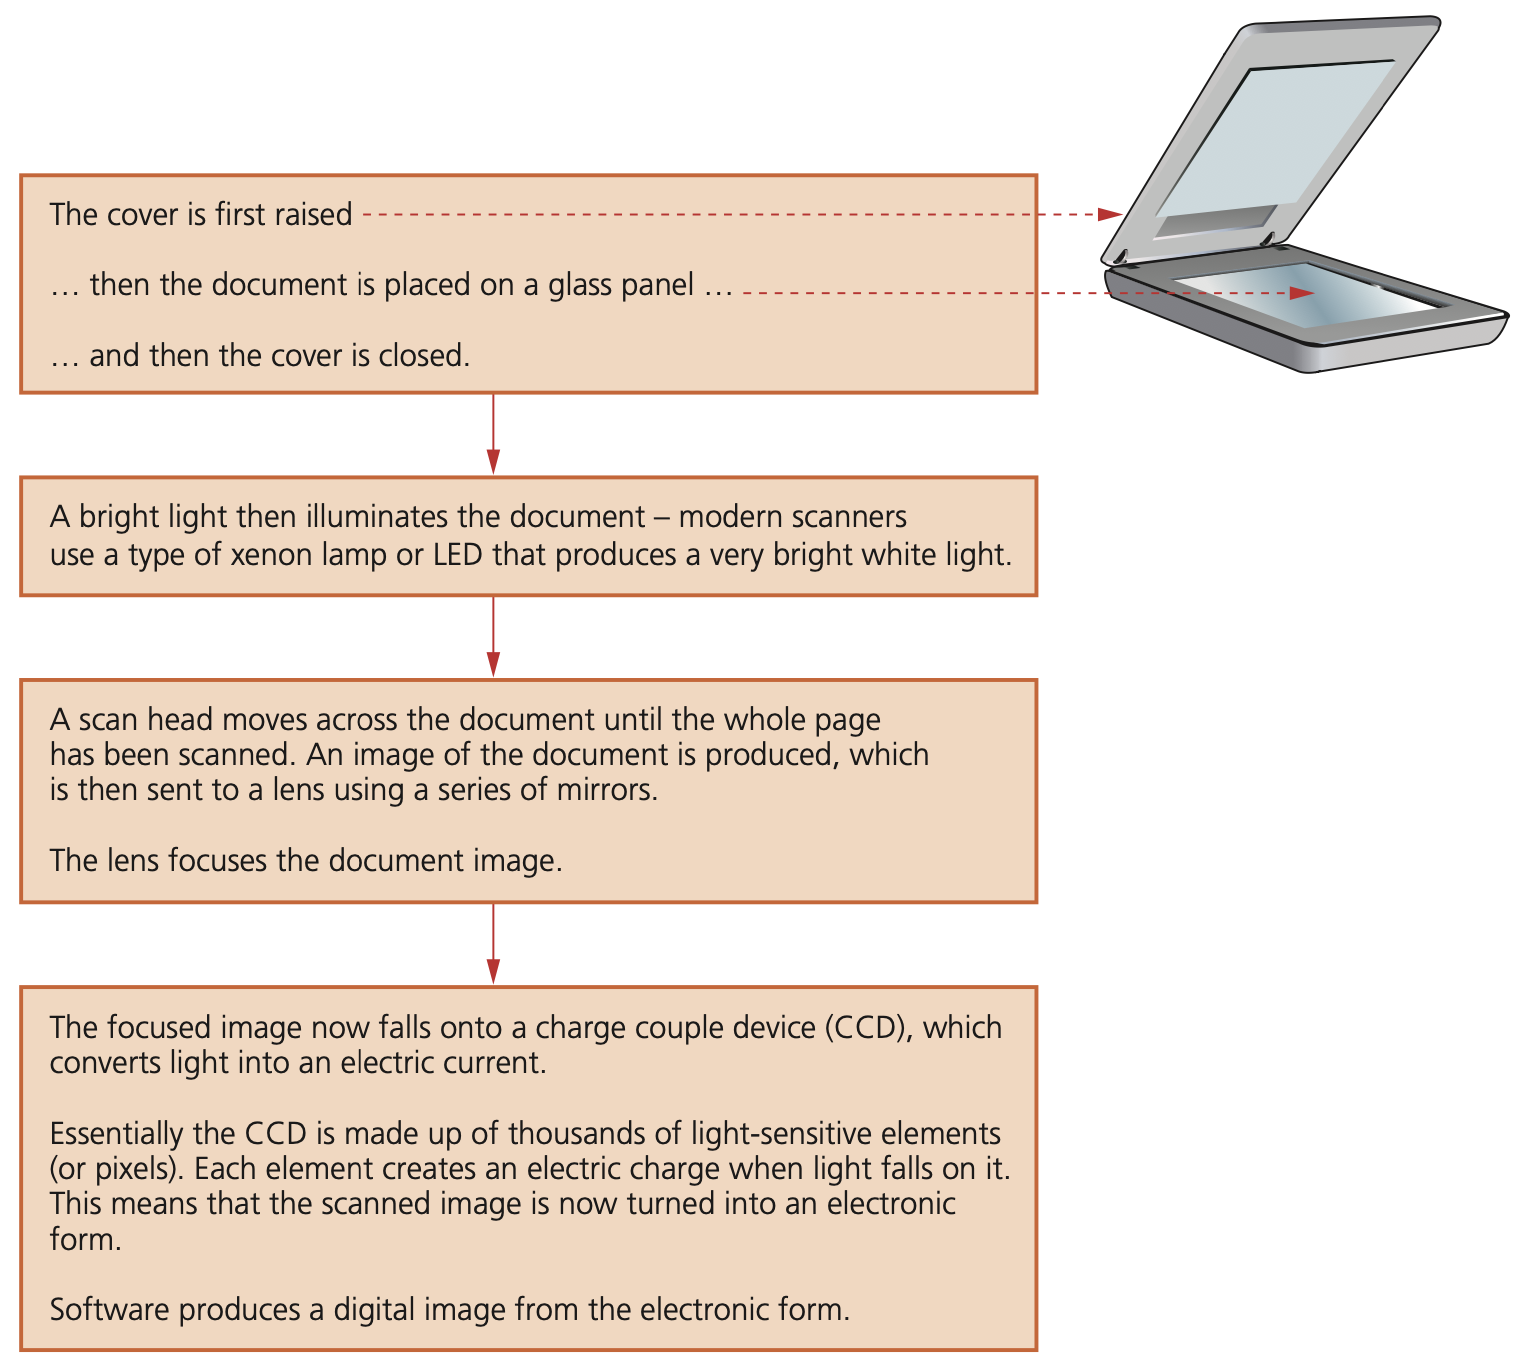 The cover is first raised
… then the document is placed on a glass panel …
… and then the cover is closed.
A bright light then illuminates the document – modern scanners
use a type of xenon lamp or LED that produces a very bright white light.
A scan head moves across the document until the whole page
has been scanned. An image of the document is produced, which
is then sent to a lens using a series of mirrors.
The lens focuses the document image.
The focused image now falls onto a charge couple device (CCD), which
converts light into an electric current.
Essentially the CCD is made up of thousands of light-sensitive elements
(or pixels). Each element creates an electric charge when light falls on it.
This means that the scanned image is now turned into an electronic
form.
Software produces a digital image from the electronic form.